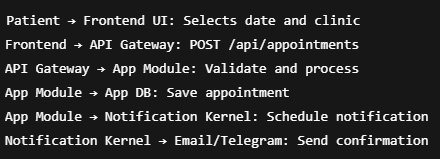 Patient → Frontend UI: Selects date and clinic
Frontend → API Gateway: POST /api/appointments
API Gateway → App Module: Validate and process
App Module → App DB: Save appointment
App Module → Notification Kernel: Schedule notification
Notification Kernel → Email/Telegram: Send confirmation